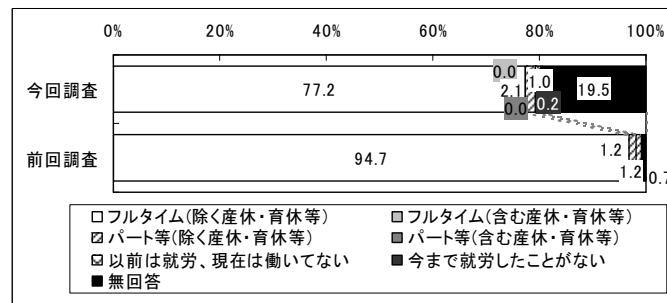 0% 20% 40% 60% 80% 100%
今回調査 77.2 0.0 2.1 0.0 1.0 0.2 19.5
前回調査 94.7 1.2 1.2 0.7
フルタイム(除く産休・育休等) フルタイム(含む産休・育休等)
パート等(除く産休・育休等) パート等(含む産休・育休等)
以前は就労、現在は働いてない 今まで就労したことがない
無回答